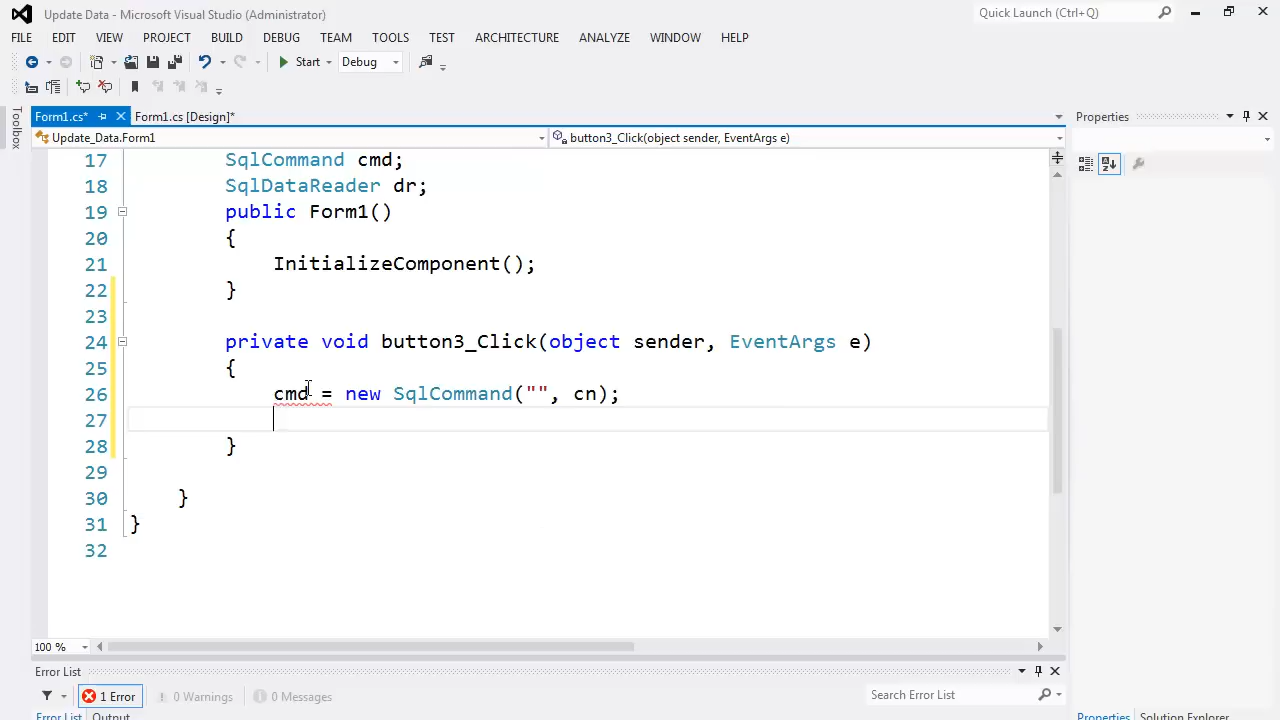 Update Data - Microsoft Visual Studio (Administrator)
Quick Launch (Ctrl+Q)
FILE EDIT VIEW PROJECT BUILD DEBUG TEAM TOOLS TEST ARCHITECTURE ANALYZE WINDOW HELP
Start Debug
Toolbox
Form1.cs* Form1.cs [Design]*
Properties
Update_Data.Form1 button3_Click(object sender, EventArgs e)
17 SqlCommand cmd;
18 SqlDataReader dr;
19 public Form1()
20 {
21 InitializeComponent();
22 }
23
24 private void button3_Click(object sender, EventArgs e)
25 {
26 cmd = new SqlCommand("", cn);
27
28 }
29
30 }
31 }
32
100 %
Error List
1 Error 0 Warnings 0 Messages Search Error List
Error List Output
Properties Solution Explorer